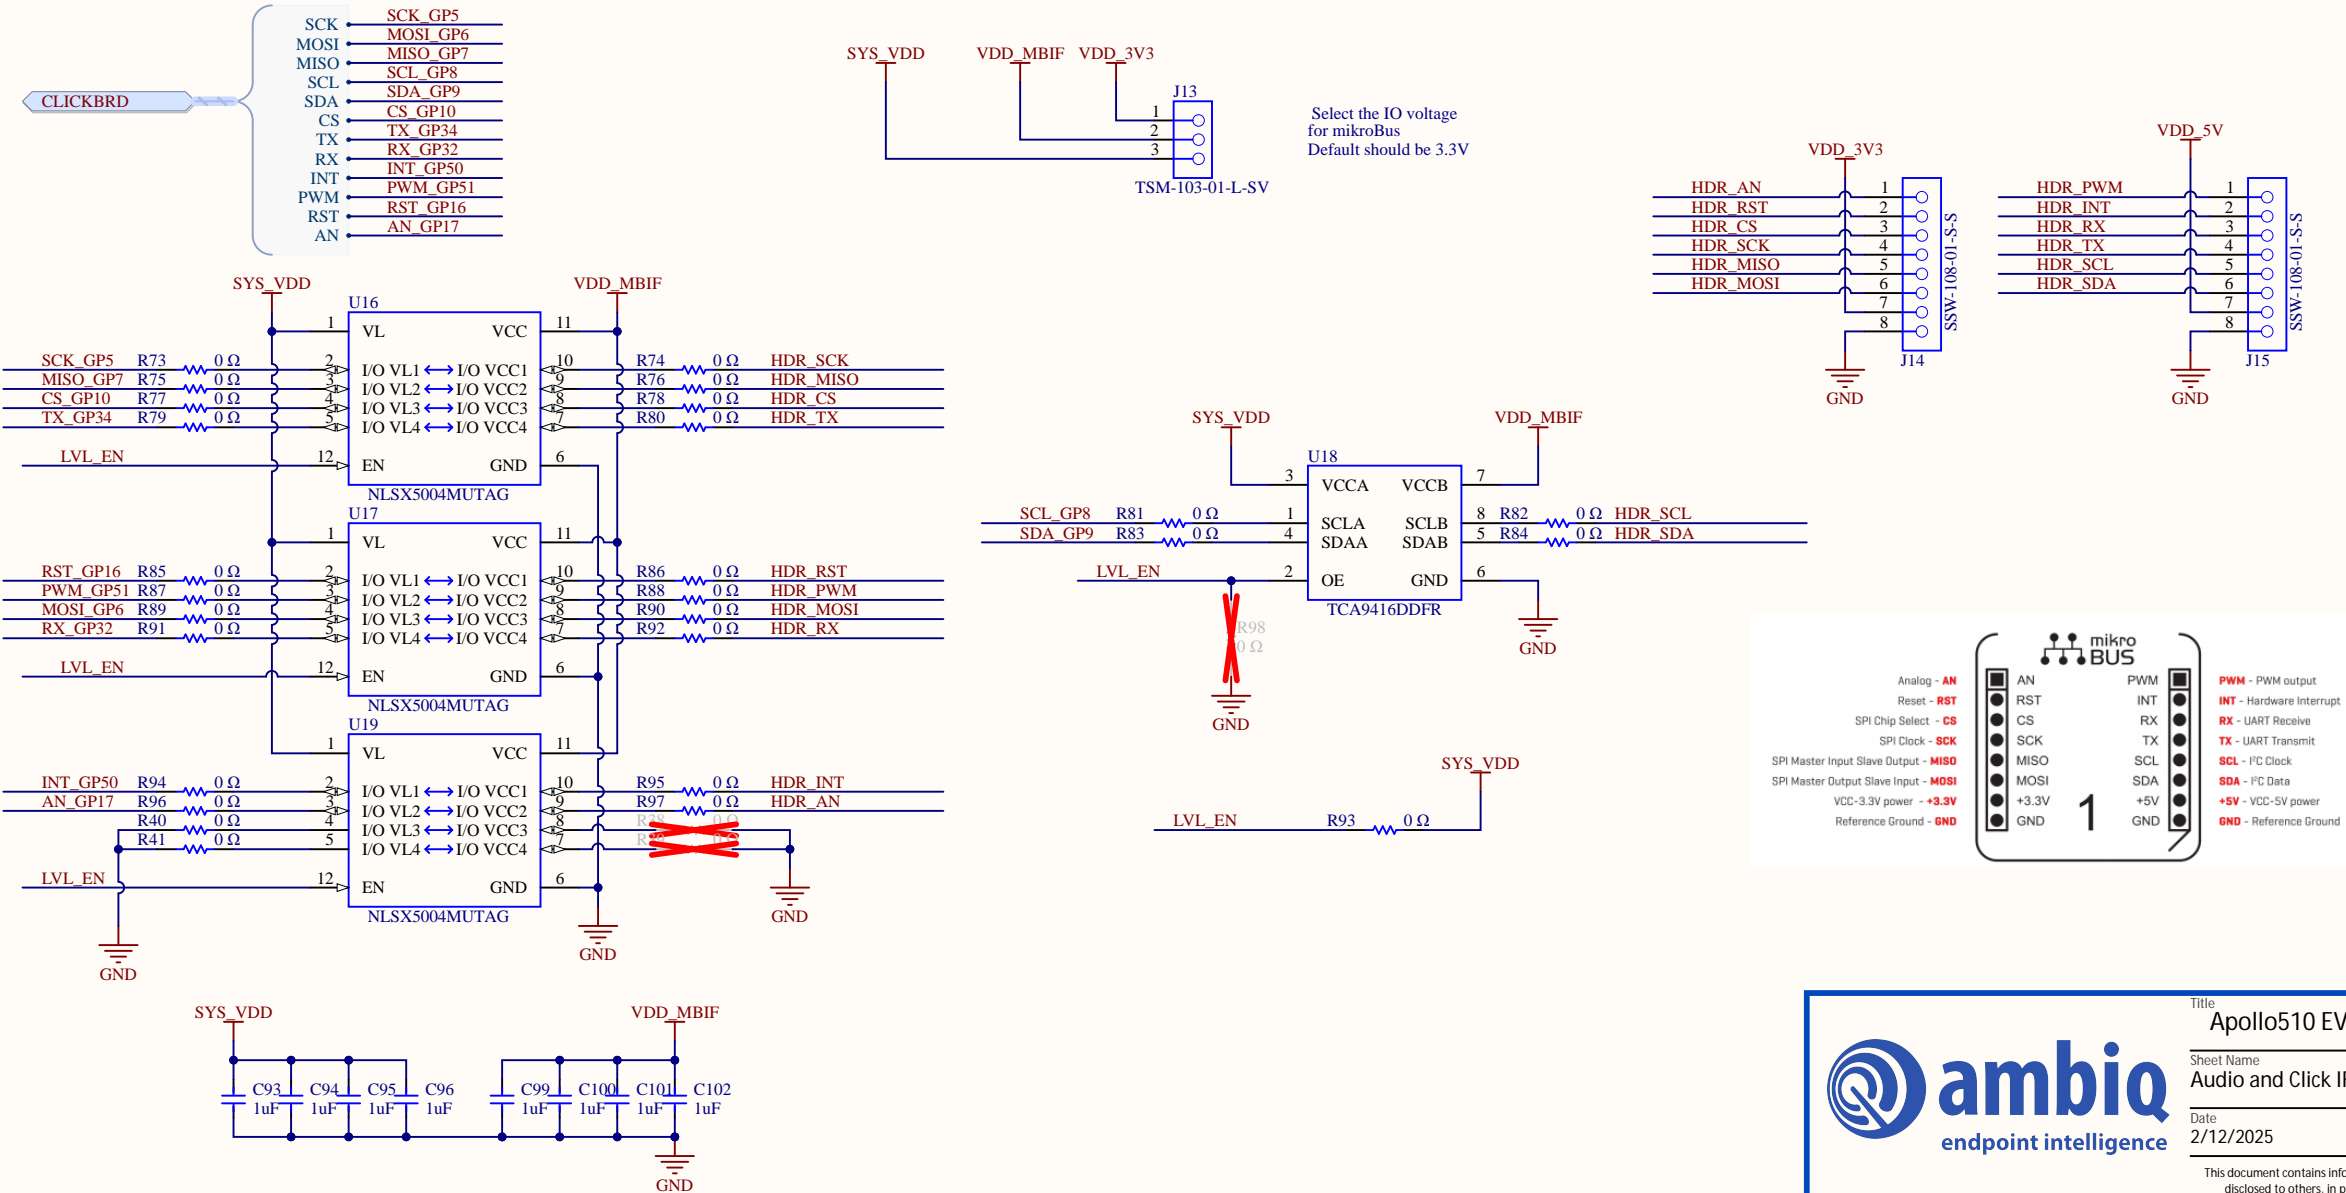 SCK SCK_GP5
MOSI MOSI_GP6
MISO MISO_GP7
SCL SCL_GP8
SDA SDA_GP9
CS CS_GP10
TX TX_GP34
RX RX_GP32
INT INT_GP50
PWM PWM_GP51
RST RST_GP16
AN AN_GP17
CLICKBRD
SYS_VDD VDD_MBIF VDD_3V3
J13
1
2
3
TSM-103-01-L-SV
Select the IO voltage
for mikroBus
Default should be 3.3V
VDD_3V3
HDR_AN 1
HDR_RST 2
HDR_CS 3
HDR_SCK 4
HDR_MISO 5
HDR_MOSI 6
7
8
SSW-108-01-S-S
J14
GND
VDD_5V
HDR_PWM 1
HDR_INT 2
HDR_RX 3
HDR_TX 4
HDR_SCL 5
HDR_SDA 6
7
8
SSW-108-01-S-S
J15
GND
SYS_VDD VDD_MBIF
U16
1 VL VCC 11
SCK_GP5 R73 0 Ω 2 I/O VL1 I/O VCC1 10 R74 0 Ω HDR_SCK
MISO_GP7 R75 0 Ω 3 I/O VL2 I/O VCC2 9 R76 0 Ω HDR_MISO
CS_GP10 R77 0 Ω 4 I/O VL3 I/O VCC3 8 R78 0 Ω HDR_CS
TX_GP34 R79 0 Ω 5 I/O VL4 I/O VCC4 7 R80 0 Ω HDR_TX
LVL_EN 12 EN GND 6
NLSX5004MUTAG
U17
1 VL VCC 11
RST_GP16 R85 0 Ω 2 I/O VL1 I/O VCC1 10 R86 0 Ω HDR_RST
PWM_GP51 R87 0 Ω 3 I/O VL2 I/O VCC2 9 R88 0 Ω HDR_PWM
MOSI_GP6 R89 0 Ω 4 I/O VL3 I/O VCC3 8 R90 0 Ω HDR_MOSI
RX_GP32 R91 0 Ω 5 I/O VL4 I/O VCC4 7 R92 0 Ω HDR_RX
LVL_EN 12 EN GND 6
NLSX5004MUTAG
U19
1 VL VCC 11
INT_GP50 R94 0 Ω 2 I/O VL1 I/O VCC1 10 R95 0 Ω HDR_INT
AN_GP17 R96 0 Ω 3 I/O VL2 I/O VCC2 9 R97 0 Ω HDR_AN
R40 0 Ω 4 I/O VL3 I/O VCC3 8 R38 0 Ω
R41 0 Ω 5 I/O VL4 I/O VCC4 7 0 Ω
LVL_EN 12 EN GND 6
NLSX5004MUTAG
GND
GND
GND
SYS_VDD VDD_MBIF
U18
3 VCCA VCCB 7
SCL_GP8 R81 0 Ω 1 SCLA SCLB 8 R82 0 Ω HDR_SCL
SDA_GP9 R83 0 Ω 4 SDAA SDAB 5 R84 0 Ω HDR_SDA
LVL_EN 2 OE GND 6
TCA9416DDFR
R98
0 Ω
GND
GND
SYS_VDD
LVL_EN R93 0 Ω
mikro
BUS
Analog - AN AN PWM PWM - PWM output
Reset - RST RST INT INT - Hardware Interrupt
SPI Chip Select - CS CS RX RX - UART Receive
SPI Clock - SCK SCK TX TX - UART Transmit
SPI Master Input Slave Output - MISO MISO SCL SCL - I²C Clock
SPI Master Output Slave Input - MOSI MOSI SDA SDA - I²C Data
VCC-3.3V power - +3.3V +3.3V 1 +5V +5V - VCC-5V power
Reference Ground - GND GND GND GND - Reference Ground
SYS_VDD VDD_MBIF
C93 C94 C95 C96 C99 C100 C101 C102
1uF 1uF 1uF 1uF 1uF 1uF 1uF 1uF
GND
ambiq
endpoint intelligence
Title
Apollo510 EV
Sheet Name
Audio and Click IF
Date
2/12/2025
This document contains info
disclosed to others, in p